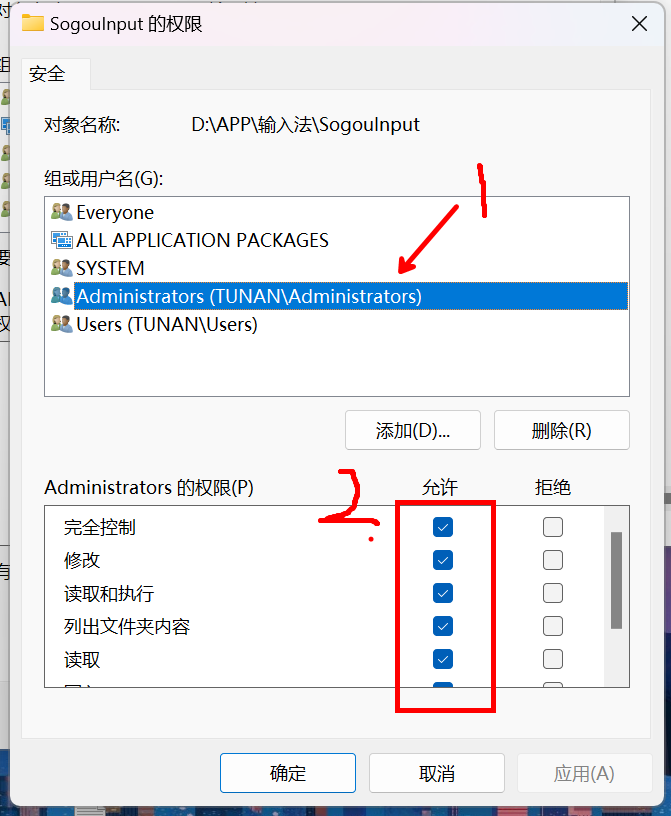 SogouInput 的权限
安全
对象名称: D:\APP\输入法\SogouInput
组或用户名(G):
Everyone
ALL APPLICATION PACKAGES
SYSTEM
Administrators (TUNAN\Administrators)
Users (TUNAN\Users)
1
添加(D)... 删除(R)
Administrators 的权限(P) 允许 拒绝
2.
完全控制
修改
读取和执行
列出文件夹内容
读取
确定 取消 应用(A)